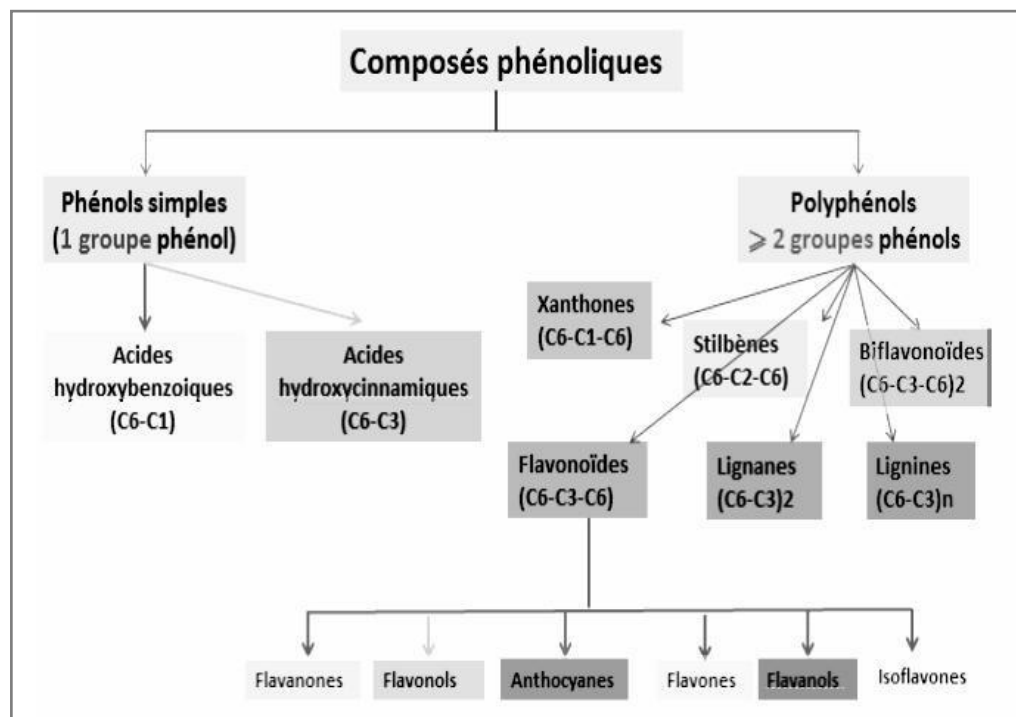 Composés phénoliques
Phénols simples
(1 groupe phénol)
Polyphénols
⩾ 2 groupes phénols
Acides
hydroxybenzoiques
(C6-C1)
Acides
hydroxycinnamiques
(C6-C3)
Xanthones
(C6-C1-C6)
Stilbènes
(C6-C2-C6)
Biflavonoïdes
(C6-C3-C6)2
Flavonoïdes
(C6-C3-C6)
Lignanes
(C6-C3)2
Lignines
(C6-C3)n
Flavanones
Flavonols
Anthocyanes
Flavones
Flavanols
Isoflavones